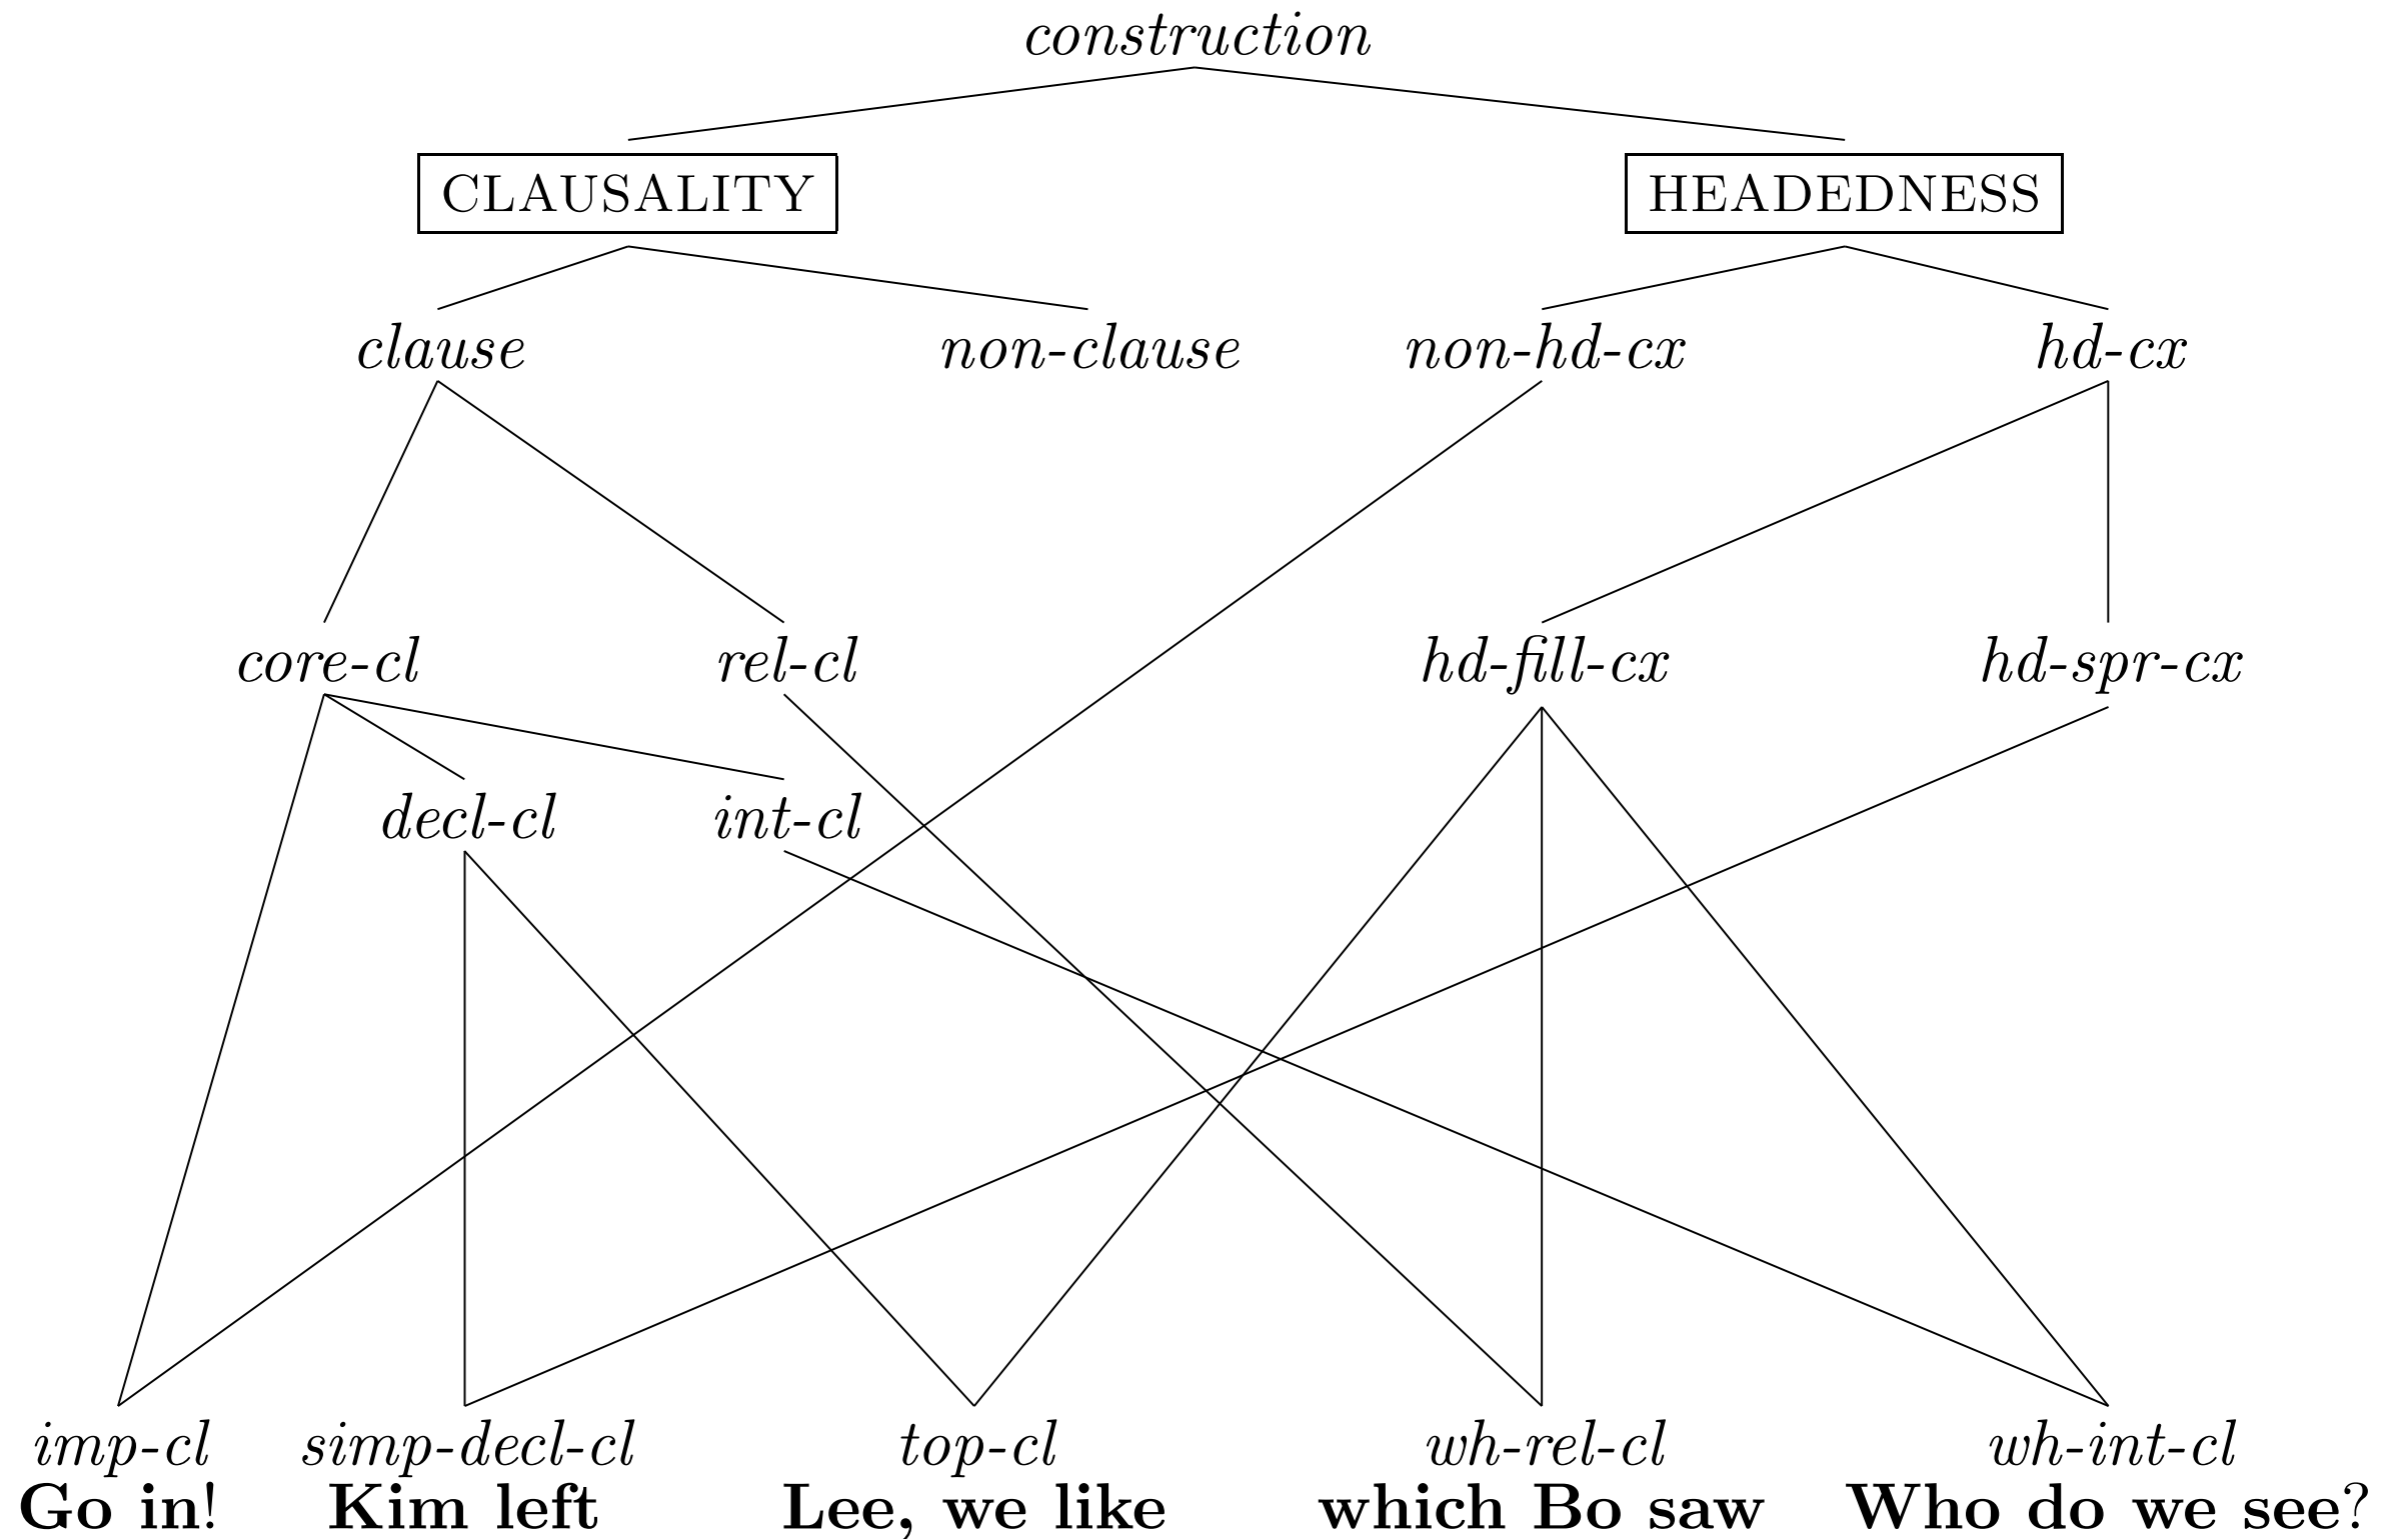 construction
CLAUSALITY HEADEDNESS
clause non-clause non-hd-cx hd-cx
core-cl rel-cl hd-fill-cx hd-spr-cx
decl-cl int-cl
imp-cl simp-decl-cl top-cl wh-rel-cl wh-int-cl
Go in! Kim left Lee, we like which Bo saw Who do we see?